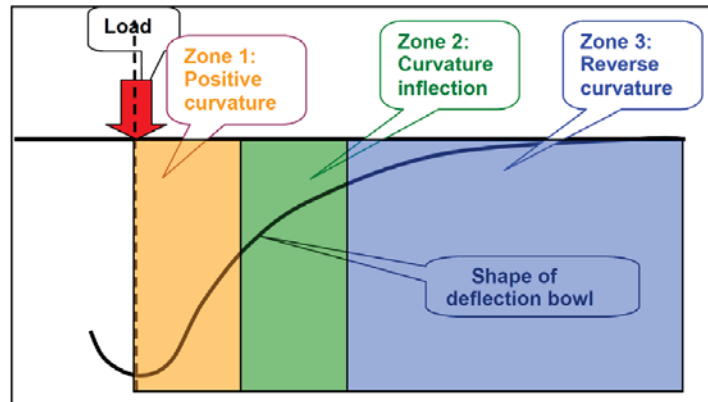 Load
Zone 1:
Positive
curvature
Zone 2:
Curvature
inflection
Zone 3:
Reverse
curvature
Shape of
deflection bowl